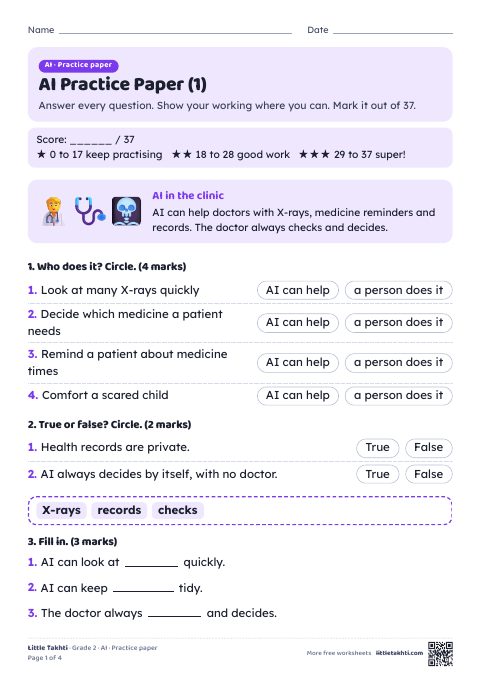 Name ____________ Date ____________
AI · Practice paper
AI Practice Paper (1)
Answer every question. Show your working where you can. Mark it out of 37.
Score: ______ / 37
★ 0 to 17 keep practising ★★ 18 to 28 good work ★★★ 29 to 37 super!
AI in the clinic
AI can help doctors with X-rays, medicine reminders and
records. The doctor always checks and decides.
1. Who does it? Circle. (4 marks)
1. Look at many X-rays quickly AI can help a person does it
2. Decide which medicine a patient
needs AI can help a person does it
3. Remind a patient about medicine
times AI can help a person does it
4. Comfort a scared child AI can help a person does it
2. True or false? Circle. (2 marks)
1. Health records are private. True False
2. AI always decides by itself, with no doctor. True False
X-rays records checks
3. Fill in. (3 marks)
1. AI can look at ________ quickly.
2. AI can keep ________ tidy.
3. The doctor always ________ and decides.
Little Takhti · Grade 2 · AI · Practice paper
Page 1 of 4
More free worksheets littletakhti.com